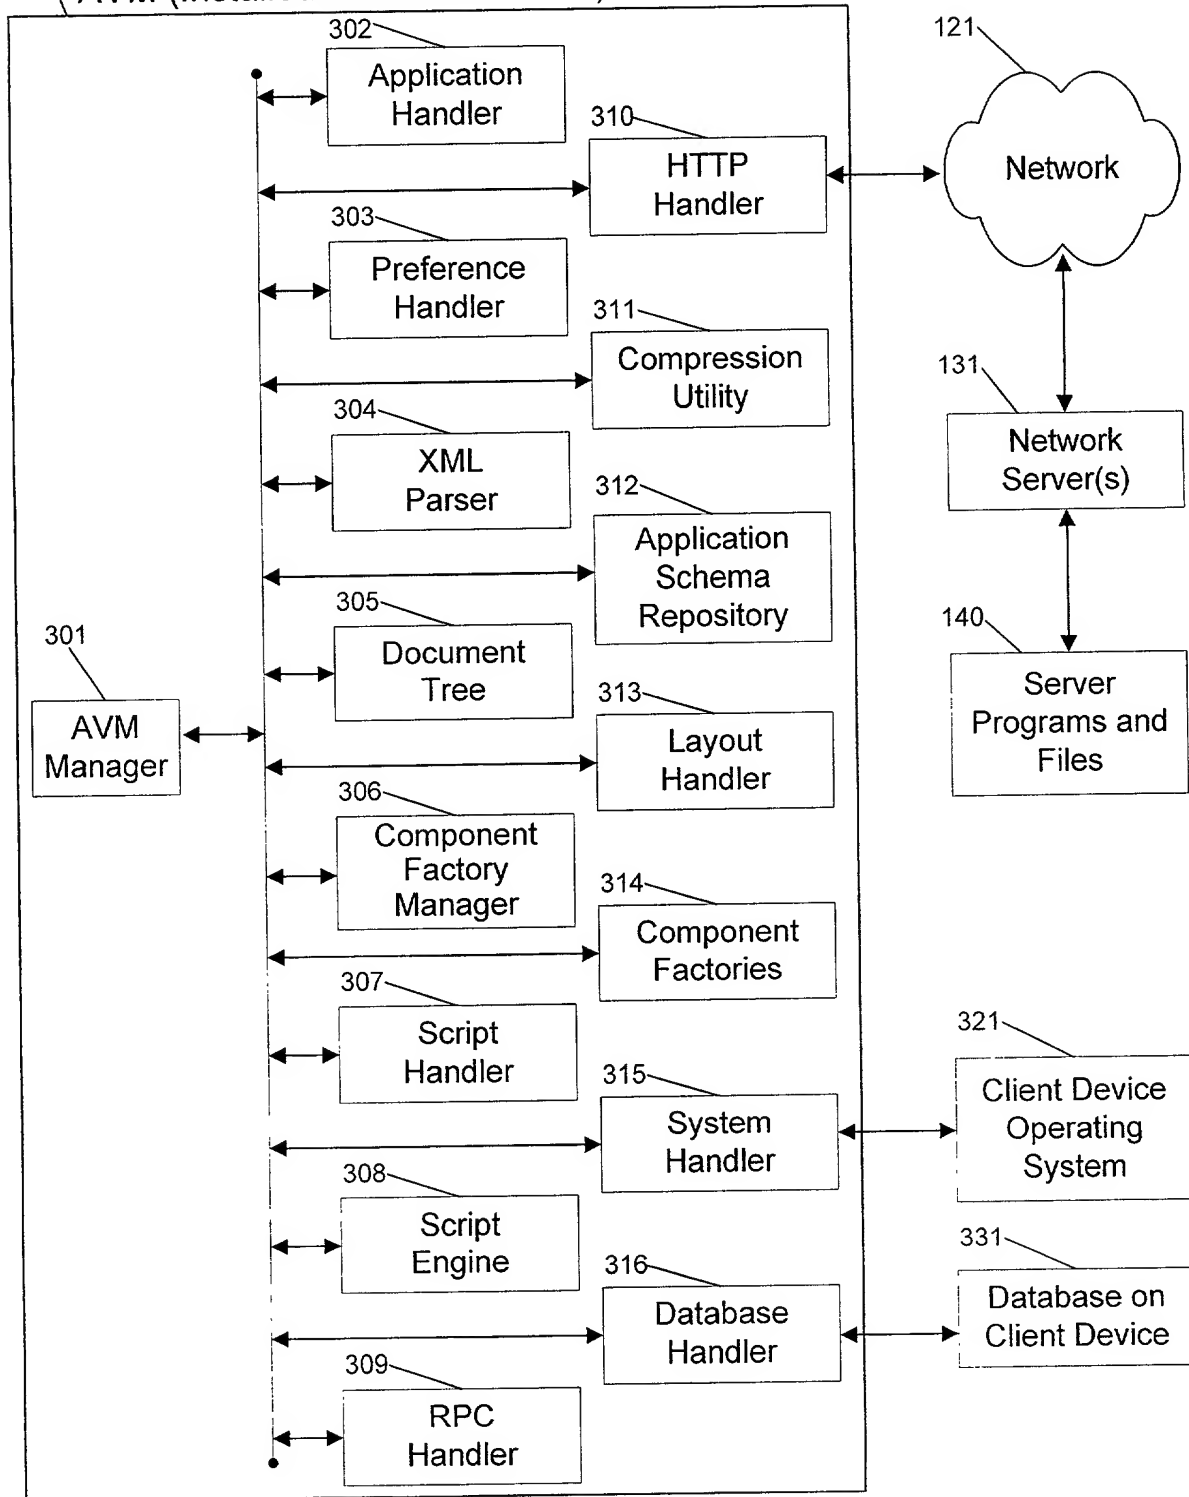 302
Application
Handler
121
Network
310
HTTP
Handler
303
Preference
Handler
311
Compression
Utility
131
Network
Server(s)
304
XML
Parser
312
Application
Schema
Repository
305
Document
Tree
140
Server
Programs and
Files
301
AVM
Manager
313
Layout
Handler
306
Component
Factory
Manager
314
Component
Factories
307
Script
Handler
321
Client Device
Operating
System
315
System
Handler
308
Script
Engine
331
Database on
Client Device
316
Database
Handler
309
RPC
Handler